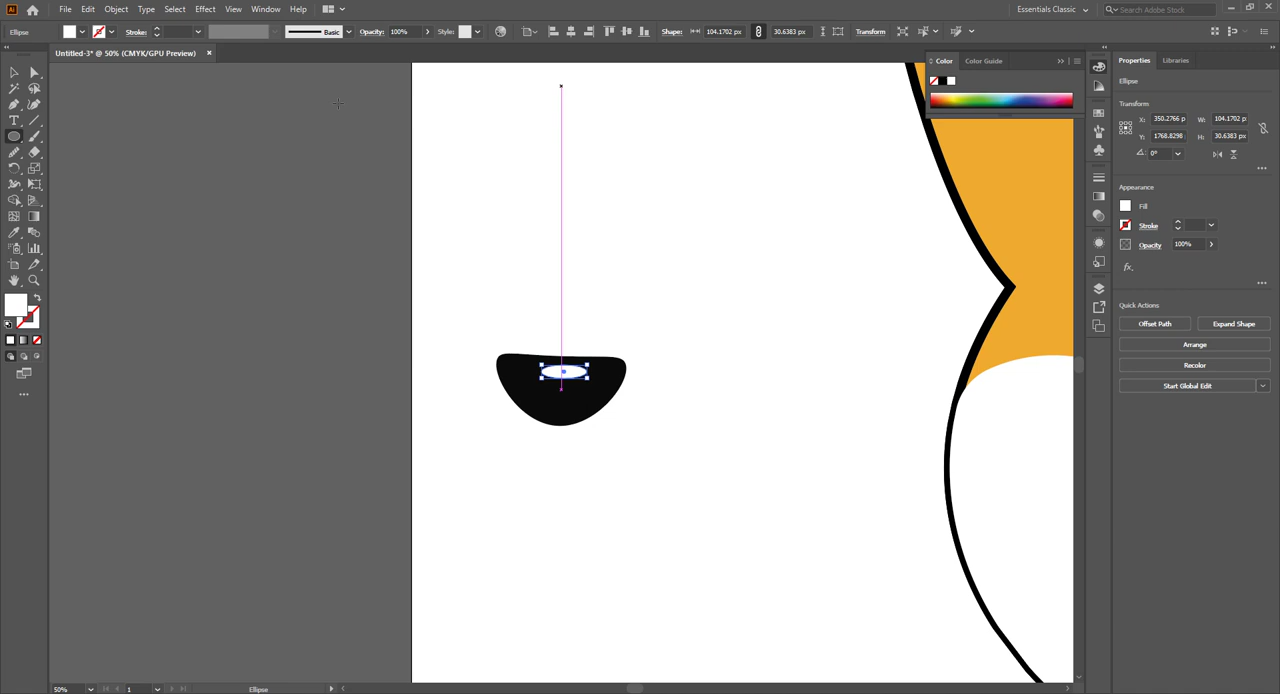 Ai File Edit Object Type Select Effect View Window Help Essentials Classic Search Adobe Stock
Ellipse Stroke: Basic Opacity: 100% Style: Shape: 104.1702 px 30.6383 px Transform
Untitled-3* @ 50% (CMYK/GPU Preview) ×
Color Color Guide
Properties Libraries
Ellipse
Transform
X: 350.2766 p W: 104.1702
Y: 1768.8298 H: 30.6383 px
0°
Appearance
Fill
Stroke
Opacity 100%
fx
Quick Actions
Offset Path Expand Shape
Arrange
Recolor
Start Global Edit
50% 1 Ellipse